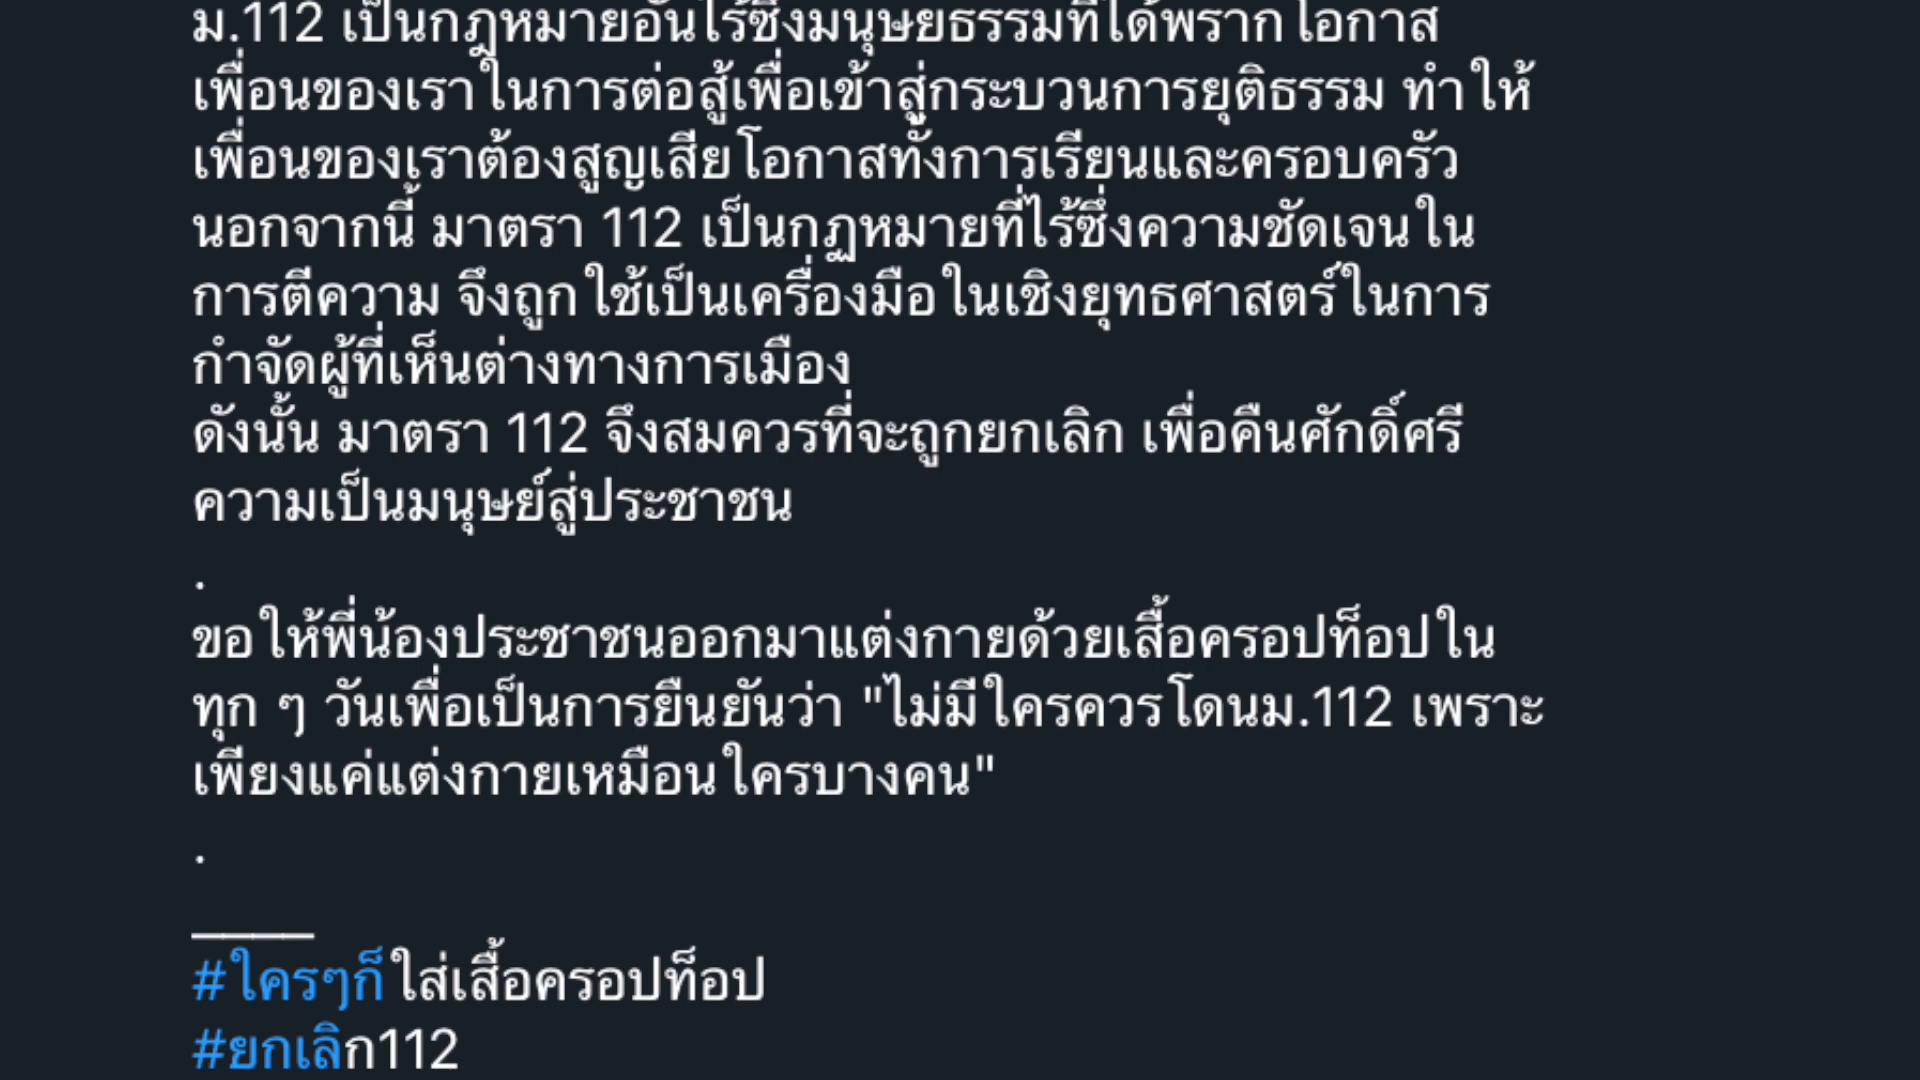 ม.112 เป็นกฎหมายอันไร้ซึ่งมนุษยธรรมที่ได้พรากโอกาส
เพื่อนของเราในการต่อสู้เพื่อเข้าสู่กระบวนการยุติธรรม ทำให้
เพื่อนของเราต้องสูญเสียโอกาสทั้งการเรียนและครอบครัว
นอกจากนี้ มาตรา 112 เป็นกฏหมายที่ไร้ซึ่งความชัดเจนใน
การตีความ จึงถูกใช้เป็นเครื่องมือในเชิงยุทธศาสตร์ในการ
กำจัดผู้ที่เห็นต่างทางการเมือง
ดังนั้น มาตรา 112 จึงสมควรที่จะถูกยกเลิก เพื่อคืนศักดิ์ศรี
ความเป็นมนุษย์สู่ประชาชน
.
ขอให้พี่น้องประชาชนออกมาแต่งกายด้วยเสื้อครอปท็อปใน
ทุก ๆ วันเพื่อเป็นการยืนยันว่า "ไม่มีใครควรโดนม.112 เพราะ
เพียงแค่แต่งกายเหมือนใครบางคน"
.
____
#ใครๆก็ใส่เสื้อครอปท็อป
#ยกเลิก112